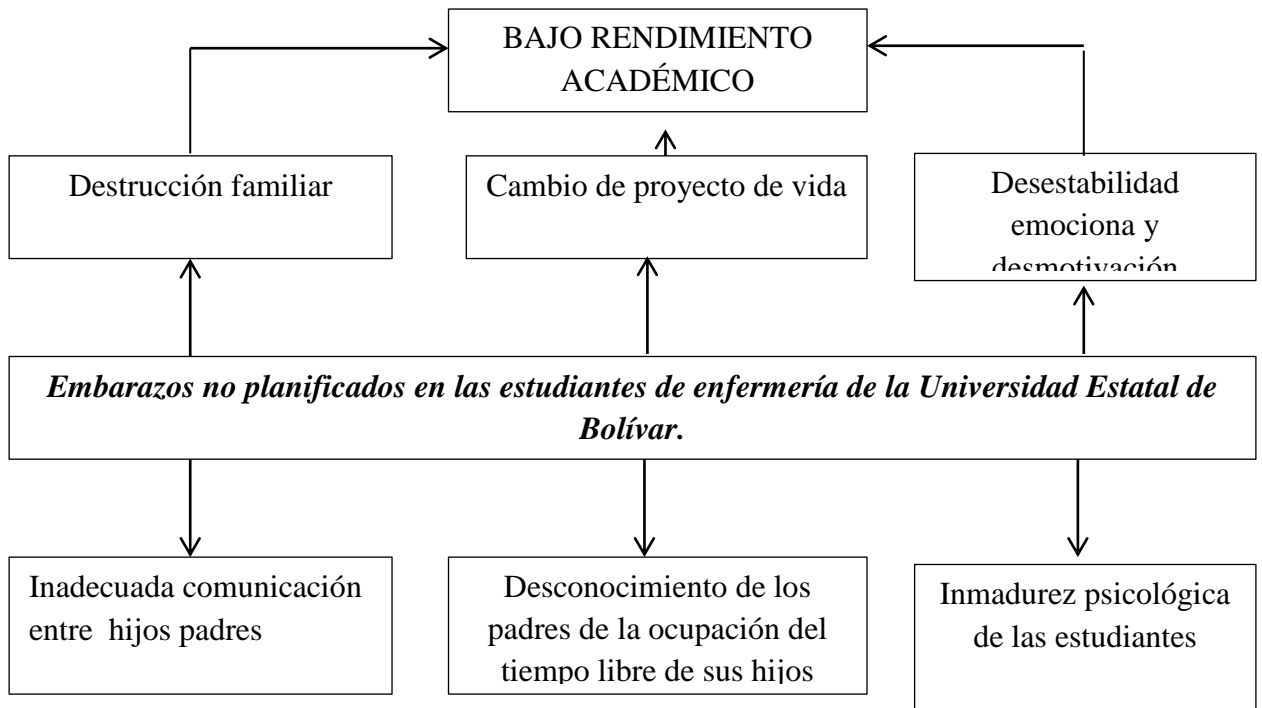 BAJO RENDIMIENTO
ACADÉMICO
Destrucción familiar
Cambio de proyecto de vida
Desestabilidad
emociona y
desmotivación
Embarazos no planificados en las estudiantes de enfermería de la Universidad Estatal de
Bolívar.
Inadecuada comunicación
entre hijos padres
Desconocimiento de los
padres de la ocupación del
tiempo libre de sus hijos
Inmadurez psicológica
de las estudiantes